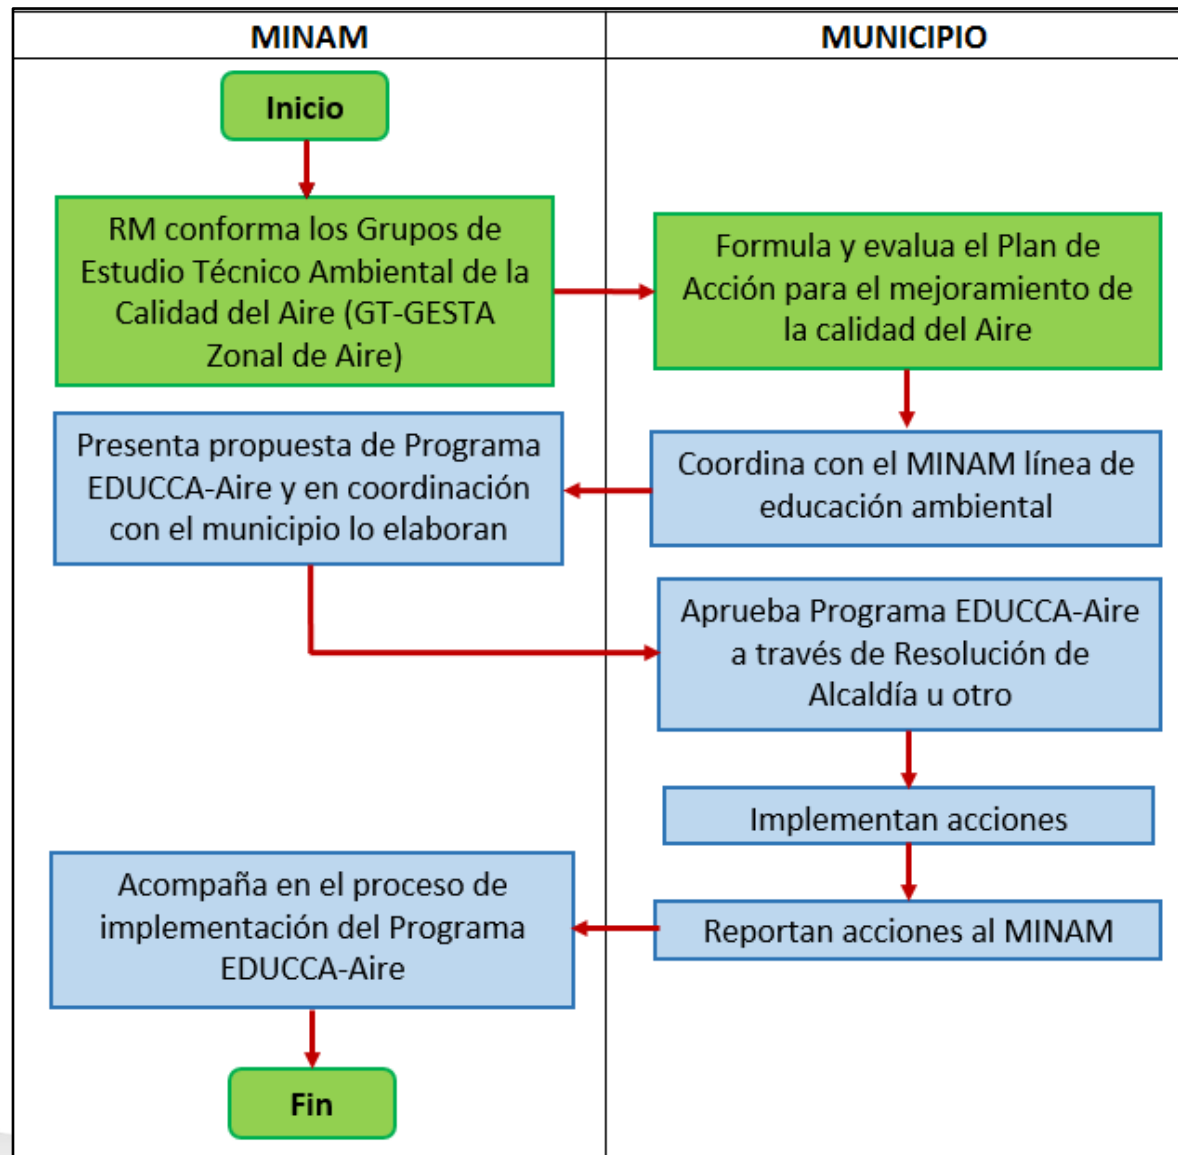 MINAM
MUNICIPIO
Inicio
RM conforma los Grupos de
Estudio Técnico Ambiental de la
Calidad del Aire (GT-GESTA
Zonal de Aire)
Formula y evalua el Plan de
Acción para el mejoramiento de
la calidad del Aire
Coordina con el MINAM línea de
educación ambiental
Presenta propuesta de Programa
EDUCCA-Aire y en coordinación
con el municipio lo elaboran
Aprueba Programa EDUCCA-Aire
a través de Resolución de
Alcaldía u otro
Implementan acciones
Reportan acciones al MINAM
Acompaña en el proceso de
implementación del Programa
EDUCCA-Aire
Fin